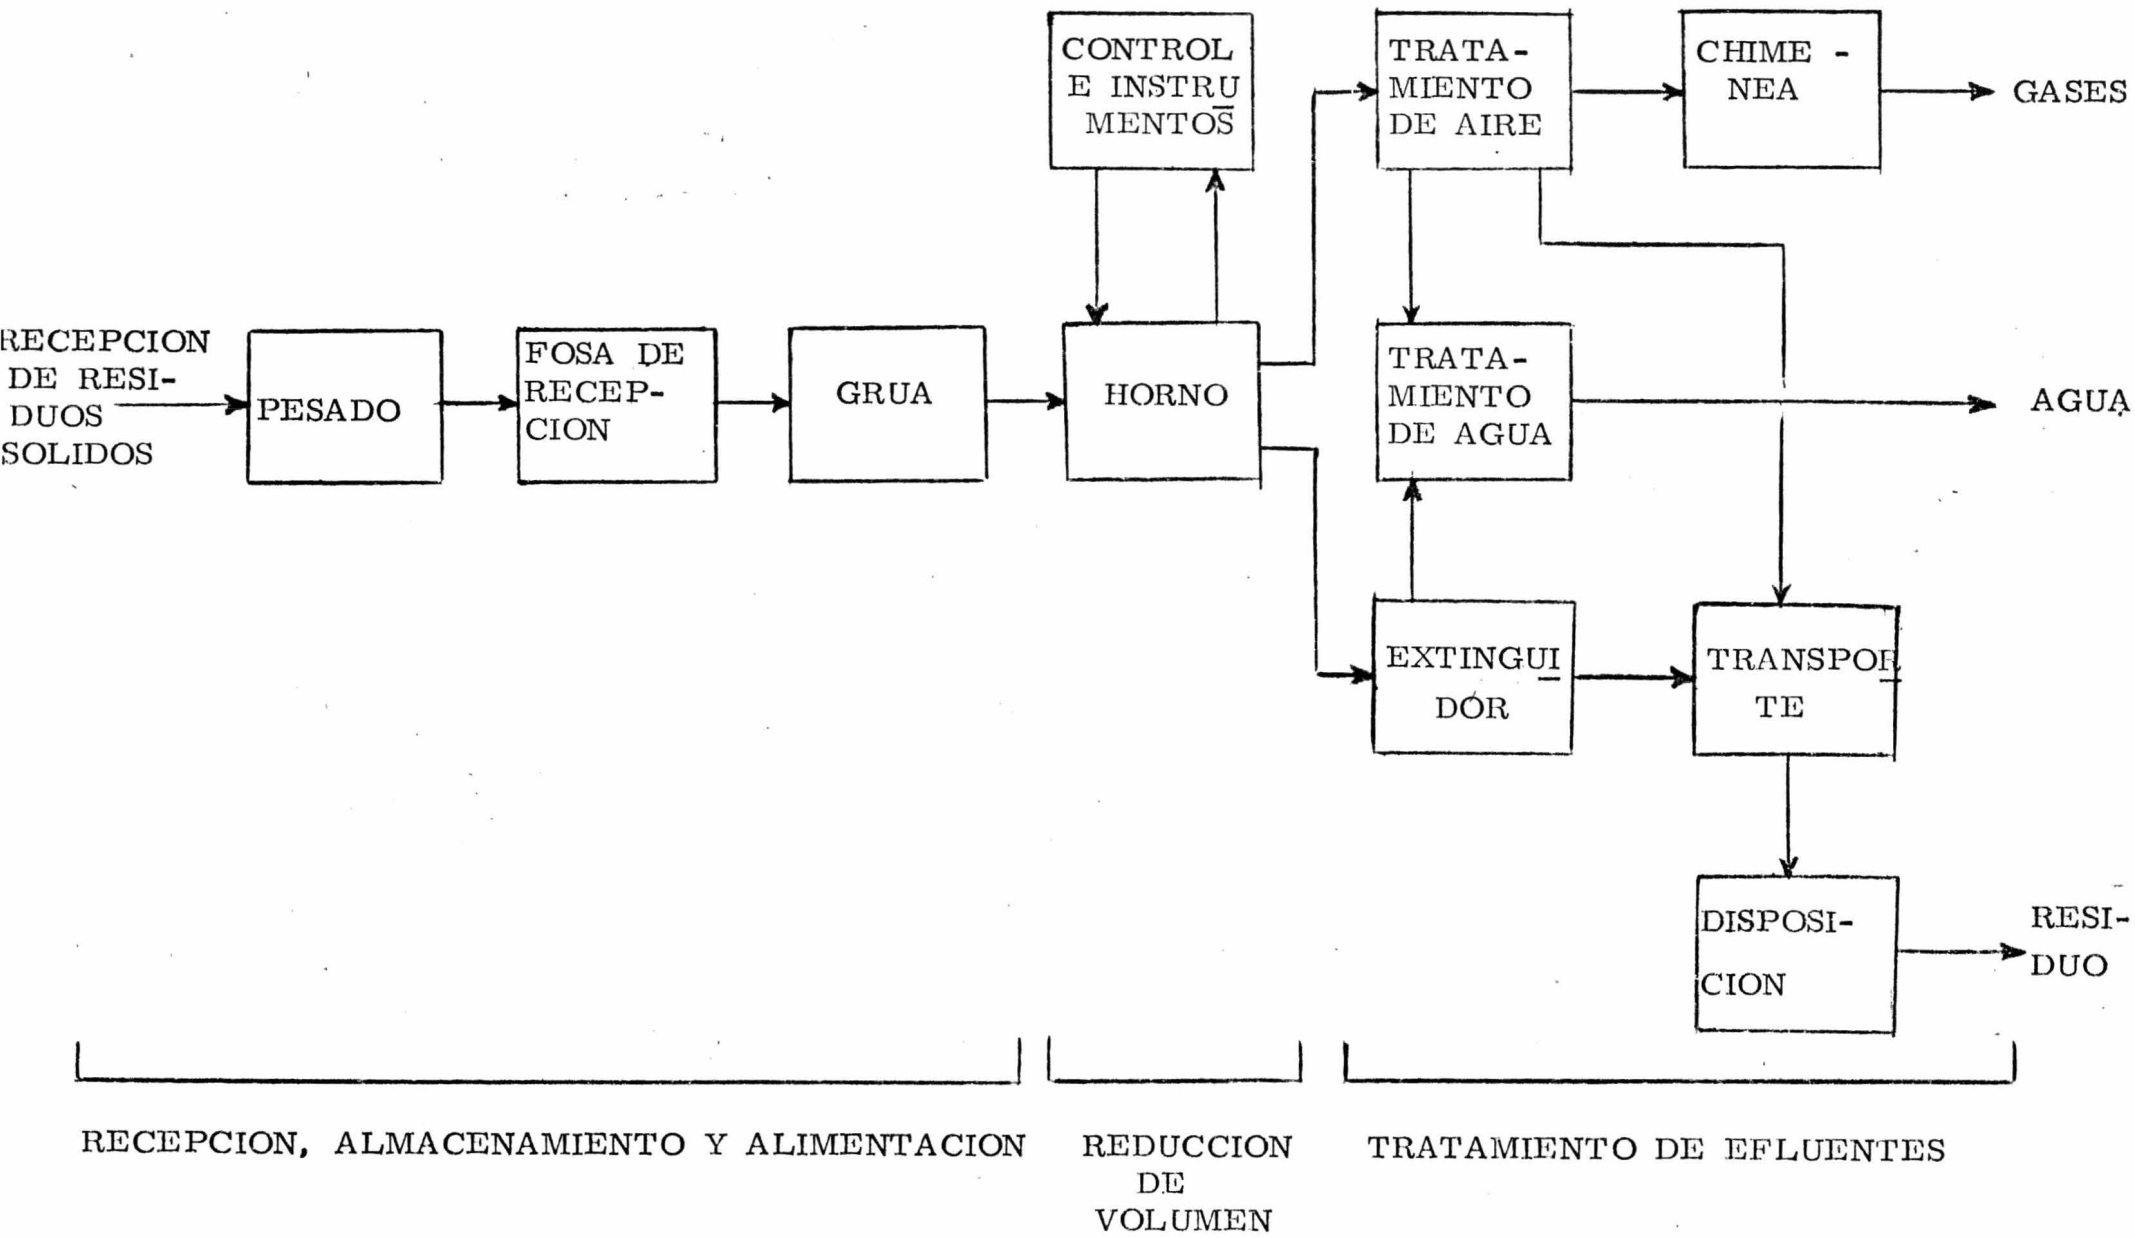 CONTROL
E INSTRU
MENTOS
TRATA-
MIENTO
DE AIRE
CHIME -
NEA
GASES
RECEPCION
DE RESI-
DUOS
SOLIDOS
PESADO
FOSA DE
RECEP-
CION
GRUA
HORNO
TRATA-
MIENTO
DE AGUA
AGUA
EXTINGUI
DOR
TRANSPOR
TE
DISPOSI-
CION
RESI-
DUO
RECEPCION, ALMACENAMIENTO Y ALIMENTACION
REDUCCION
DE
VOLUMEN
TRATAMIENTO DE EFLUENTES